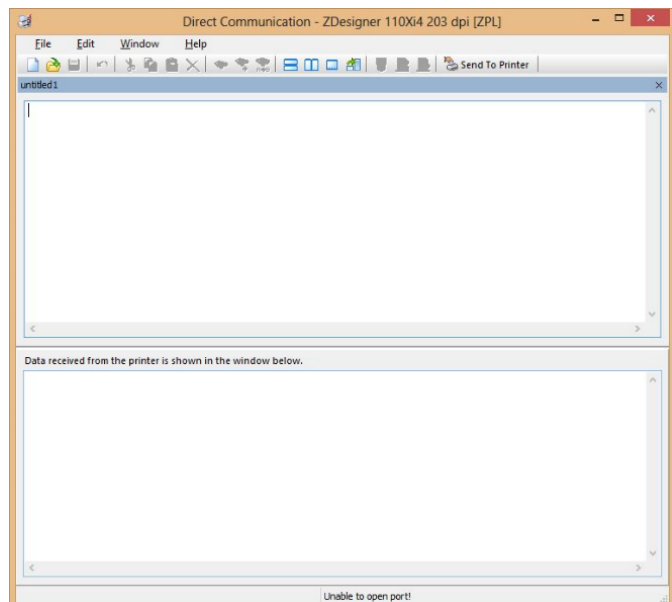 Direct Communication - ZDesigner 110Xi4 203 dpi [ZPL]
File Edit Window Help
Send To Printer
untitled1
Data received from the printer is shown in the window below.
Unable to open port!